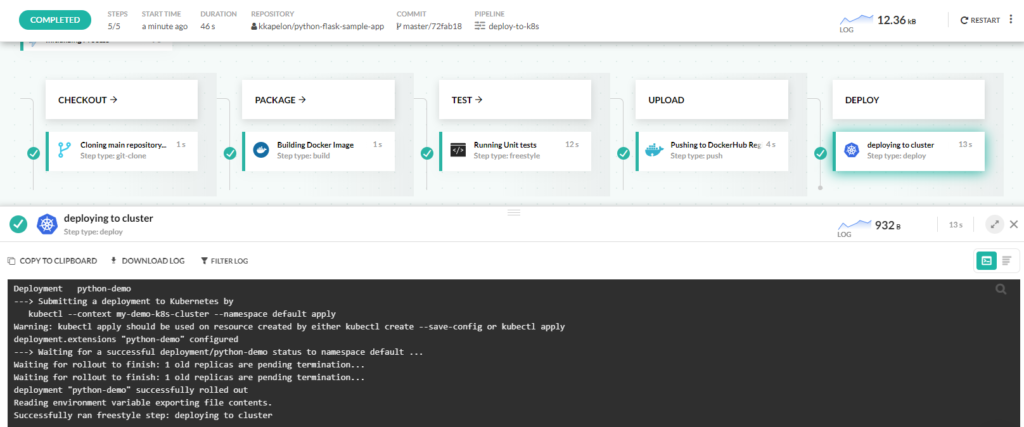 COMPLETED
STEPS
5/5
START TIME
a minute ago
DURATION
46 s
REPOSITORY
kkapelon/python-flask-sample-app
COMMIT
master/72fab18
PIPELINE
deploy-to-k8s
LOG
12.36 kB
RESTART
CHECKOUT →
PACKAGE →
TEST →
UPLOAD
DEPLOY
Cloning main repository... 1 s
Step type: git-clone
Building Docker Image 4 s
Step type: build
Running Unit tests 12 s
Step type: freestyle
Pushing to DockerHub Reg 4 s
Step type: push
deploying to cluster 13 s
Step type: deploy
deploying to cluster
Step type: deploy
LOG
932 B
13 s
COPY TO CLIPBOARD
DOWNLOAD LOG
FILTER LOG
Deployment   python-demo
---> Submitting a deployment to Kubernetes by
   kubectl --context my-demo-k8s-cluster --namespace default apply
Warning: kubectl apply should be used on resource created by either kubectl create --save-config or kubectl apply
deployment.extensions "python-demo" configured
---> Waiting for a successful deployment/python-demo status to namespace default ...
Waiting for rollout to finish: 1 old replicas are pending termination...
Waiting for rollout to finish: 1 old replicas are pending termination...
deployment "python-demo" successfully rolled out
Reading environment variable exporting file contents.
Successfully ran freestyle step: deploying to cluster